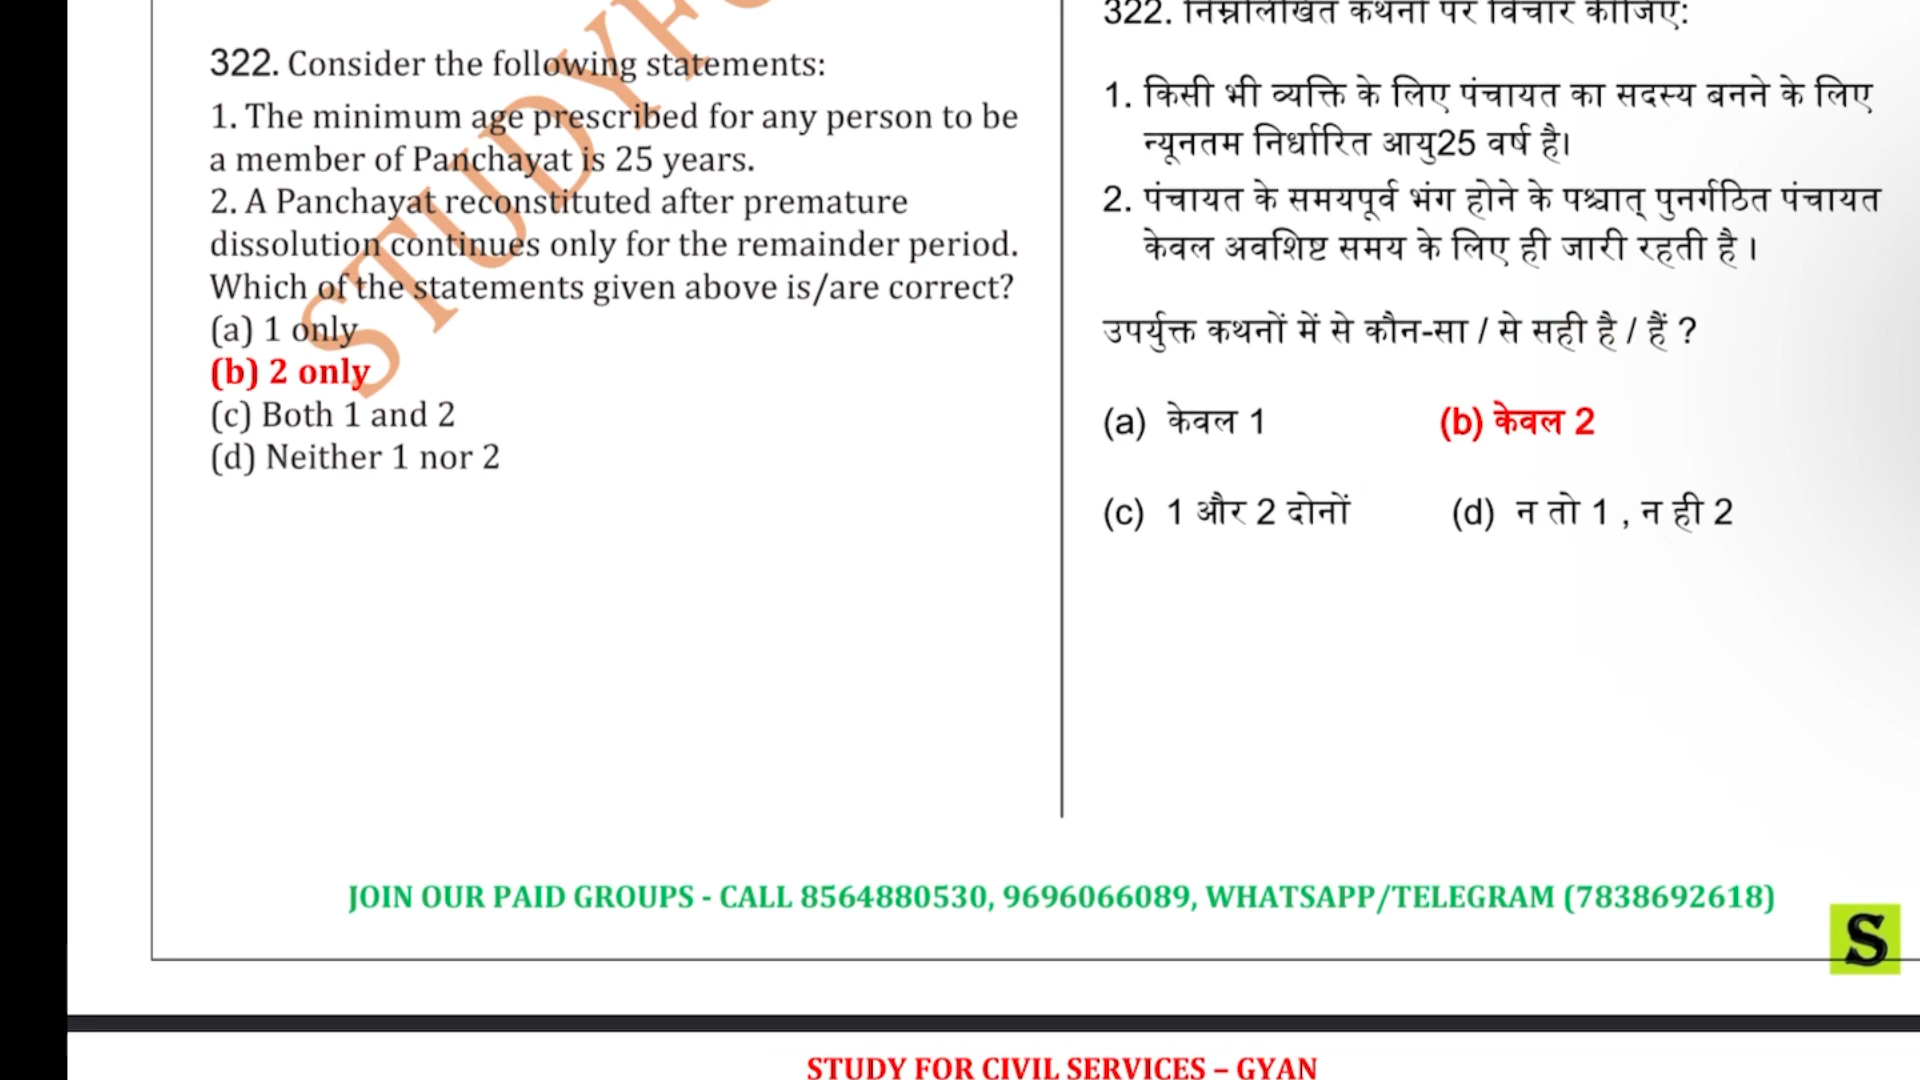 322. Consider the following statements:
1. The minimum age prescribed for any person to be
a member of Panchayat is 25 years.
2. A Panchayat reconstituted after premature
dissolution continues only for the remainder period.
Which of the statements given above is/are correct?
(a) 1 only
(b) 2 only
(c) Both 1 and 2
(d) Neither 1 nor 2
322. निम्नलिखित कथनों पर विचार कीजिए:
1. किसी भी व्यक्ति के लिए पंचायत का सदस्य बनने के लिए
न्यूनतम निर्धारित आयु25 वर्ष है।
2. पंचायत के समयपूर्व भंग होने के पश्चात् पुनर्गठित पंचायत
केवल अवशिष्ट समय के लिए ही जारी रहती है ।
उपर्युक्त कथनों में से कौन-सा / से सही है / हैं ?
(a) केवल 1 (b) केवल 2
(c) 1 और 2 दोनों (d) न तो 1 , न ही 2
STUDYF
JOIN OUR PAID GROUPS - CALL 8564880530, 9696066089, WHATSAPP/TELEGRAM (7838692618)
S
STUDY FOR CIVIL SERVICES – GYAN